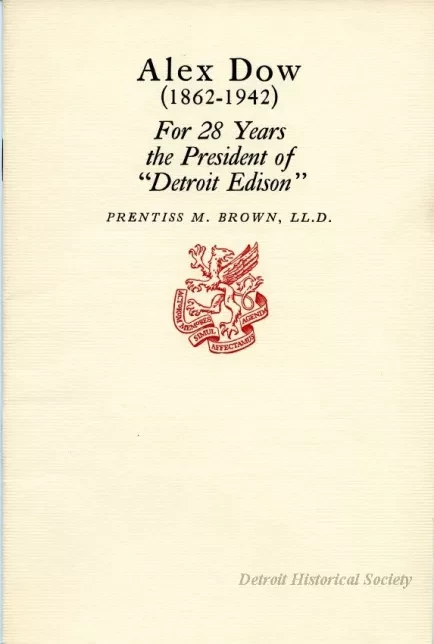 Alex Dow
(1862-1942)
For 28 Years
the President of
“Detroit Edison”
PRENTISS M. BROWN, LL.D.
ACTORUM MEMORES SIMUL AFFECTAMUS AGENDA
Detroit Historical Society